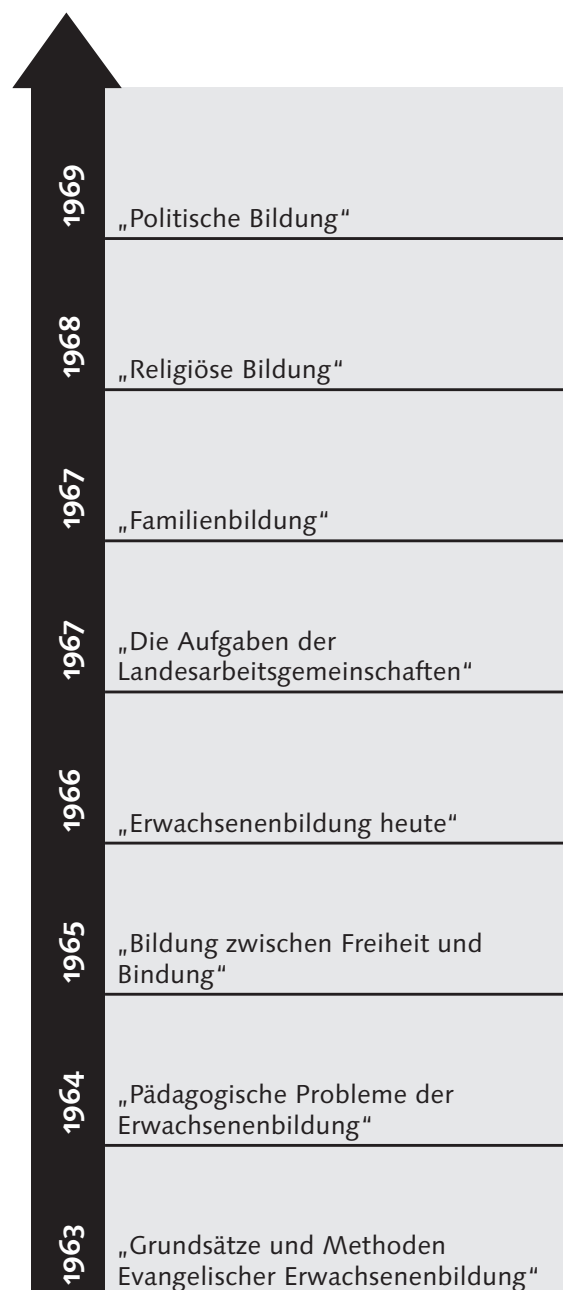 1969
„Politische Bildung“
1968
„Religiöse Bildung“
1967
„Familienbildung“
1967
„Die Aufgaben der
Landesarbeitsgemeinschaften“
1966
„Erwachsenenbildung heute“
1965
„Bildung zwischen Freiheit und
Bindung“
1964
„Pädagogische Probleme der
Erwachsenenbildung“
1963
„Grundsätze und Methoden
Evangelischer Erwachsenenbildung“